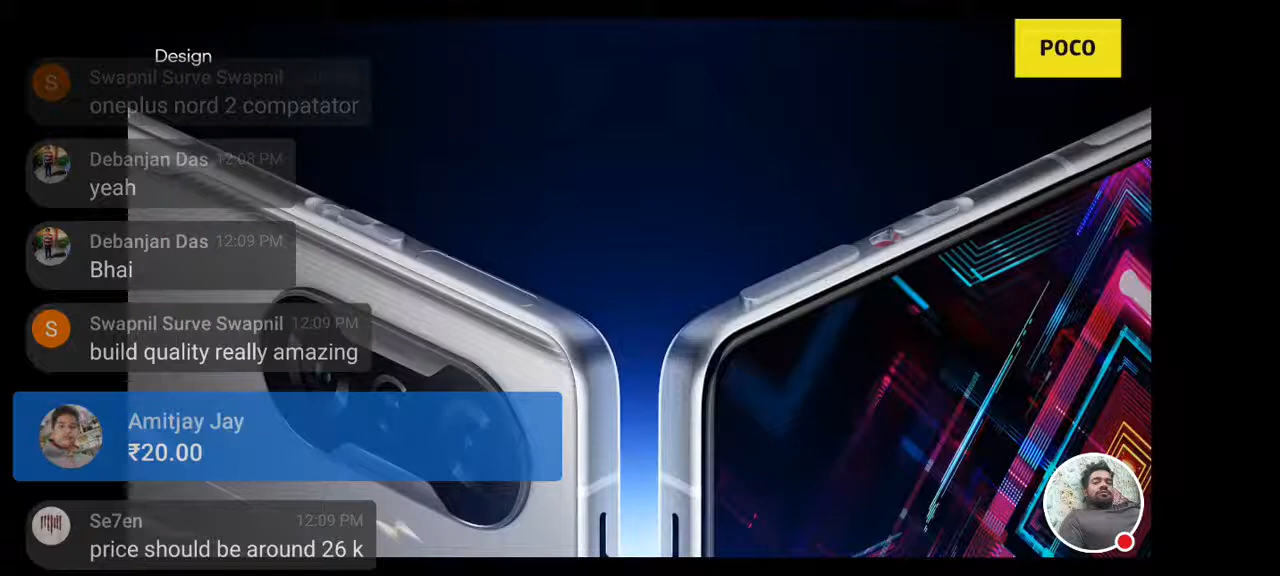 Design
POCO
Swapnil Surve Swapnil
oneplus nord 2 compatator
Debanjan Das 12:08 PM
yeah
Debanjan Das 12:09 PM
Bhai
Swapnil Surve Swapnil 12:09 PM
build quality really amazing
Amitjay Jay
₹20.00
Se7en 12:09 PM
price should be around 26 k